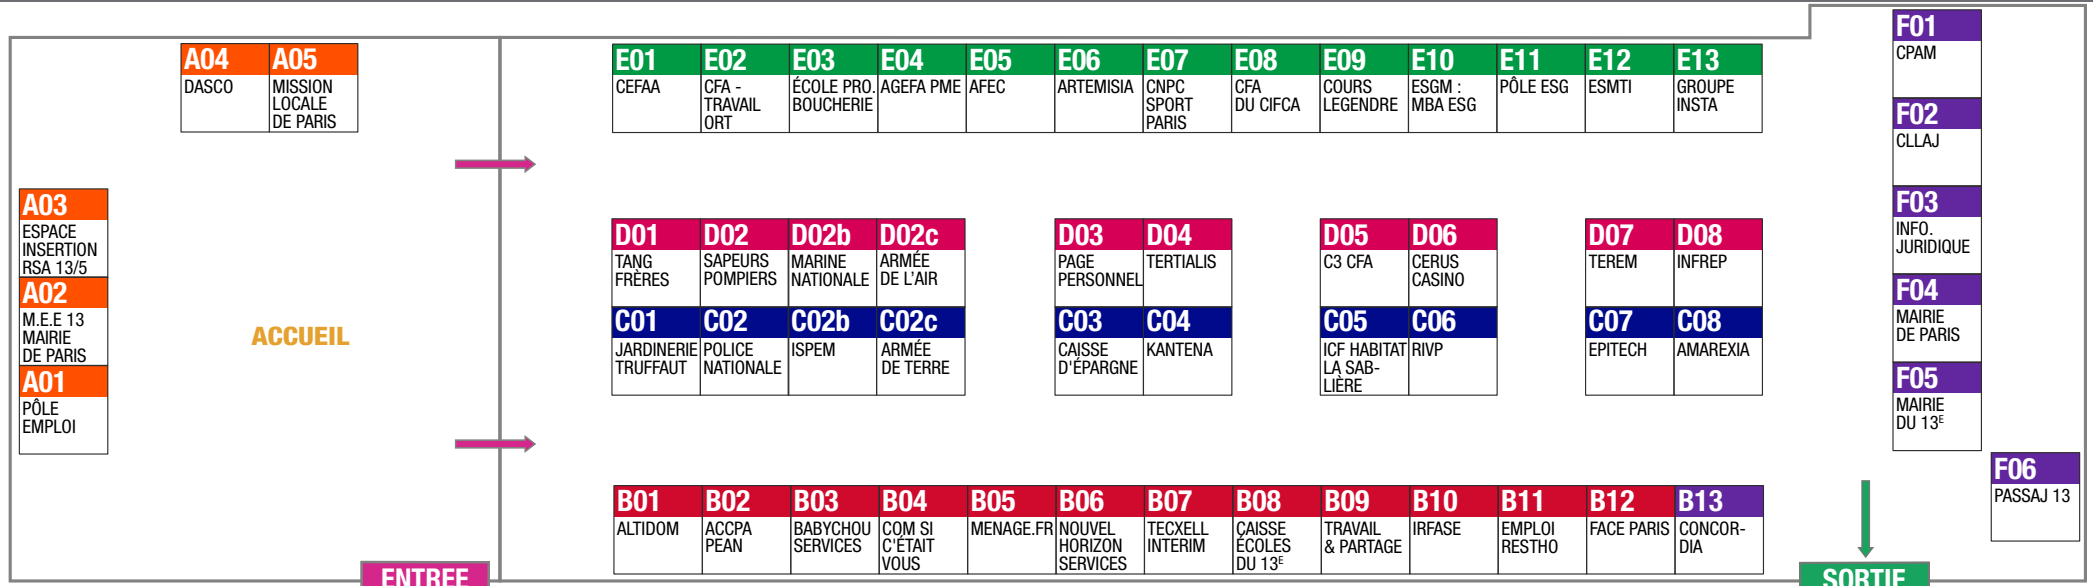 A04
DASCO
A05
MISSION
LOCALE
DE PARIS
A03
ESPACE
INSERTION
RSA 13/5
A02
M.E.E 13
MAIRIE
DE PARIS
A01
PÔLE
EMPLOI
ACCUEIL
ENTREE
E01
CEFAA
E02
CFA -
TRAVAIL
ORT
E03
ÉCOLE PRO.
BOUCHERIE
E04
AGEFA PME
E05
AFEC
E06
ARTEMISIA
E07
CNPC
SPORT
PARIS
E08
CFA
DU CIFCA
E09
COURS
LEGENDRE
E10
ESGM :
MBA ESG
E11
PÔLE ESG
E12
ESMTI
E13
GROUPE
INSTA
D01
TANG
FRÈRES
D02
SAPEURS
POMPIERS
D02b
MARINE
NATIONALE
D02c
ARMÉE
DE L'AIR
D03
PAGE
PERSONNEL
D04
TERTIALIS
D05
C3 CFA
D06
CERUS
CASINO
D07
TEREM
D08
INFREP
C01
JARDINERIE
TRUFFAUT
C02
POLICE
NATIONALE
C02b
ISPEM
C02c
ARMÉE
DE TERRE
C03
CAISSE
D'ÉPARGNE
C04
KANTENA
C05
ICF HABITAT
LA SAB-
LIÈRE
C06
RIVP
C07
EPITECH
C08
AMAREXIA
B01
ALTIDOM
B02
ACCPA
PEAN
B03
BABYCHOU
SERVICES
B04
COM SI
C'ÉTAIT
VOUS
B05
MENAGE.FR
B06
NOUVEL
HORIZON
SERVICES
B07
TECXELL
INTERIM
B08
CAISSE
ÉCOLES
DU 13E
B09
TRAVAIL
& PARTAGE
B10
IRFASE
B11
EMPLOI
RESTHO
B12
FACE PARIS
B13
CONCOR-
DIA
F01
CPAM
F02
CLLAJ
F03
INFO.
JURIDIQUE
F04
MAIRIE
DE PARIS
F05
MAIRIE
DU 13E
F06
PASSAJ 13
SORTIE